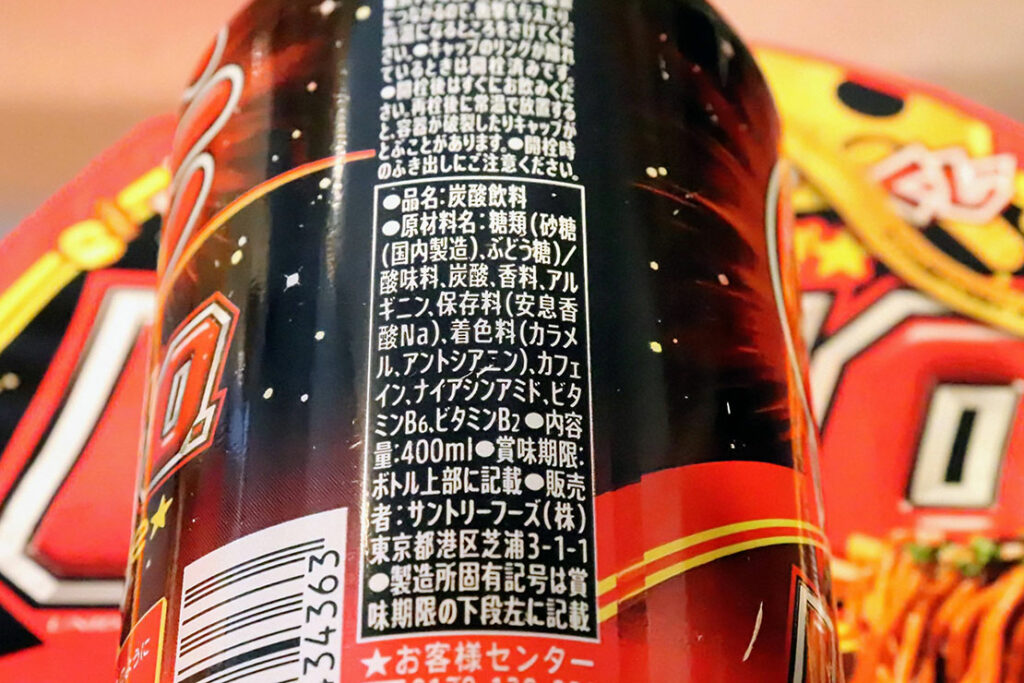 温になるところをさけてくだ
さい。●キャップのリングが離れ
ているときは開栓済みです。
●開栓後はすぐにお飲みくだ
さい。再栓後に常温で放置する
と、容器が破裂したりキャップが
とぶことがあります。●開栓時
のふき出しにご注意ください。
●品名:炭酸飲料
●原材料名:糖類(砂糖
(国内製造)、ぶどう糖)/
酸味料、炭酸、香料、アル
ギニン、保存料(安息香
酸Na)、着色料(カラメ
ル、アントシアニン)、カフェ
イン、ナイアシンアミド、ビタ
ミンB6、ビタミンB2●内容
量:400ml●賞味期限:
ボトル上部に記載●販売
者:サントリーフーズ(株)
東京都港区芝浦3-1-1
●製造所固有記号は賞
味期限の下段左に記載
★お客様センター
34363
ように